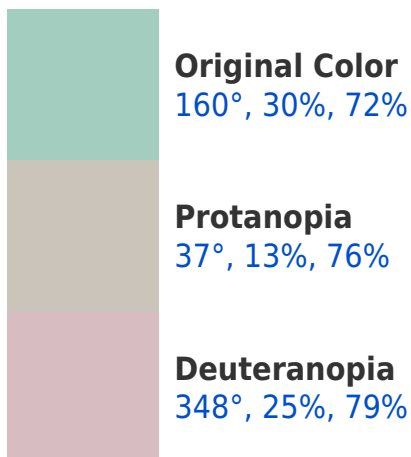 Original Color
160°, 30%, 72%
Protanopia
37°, 13%, 76%
Deuteranopia
348°, 25%, 79%